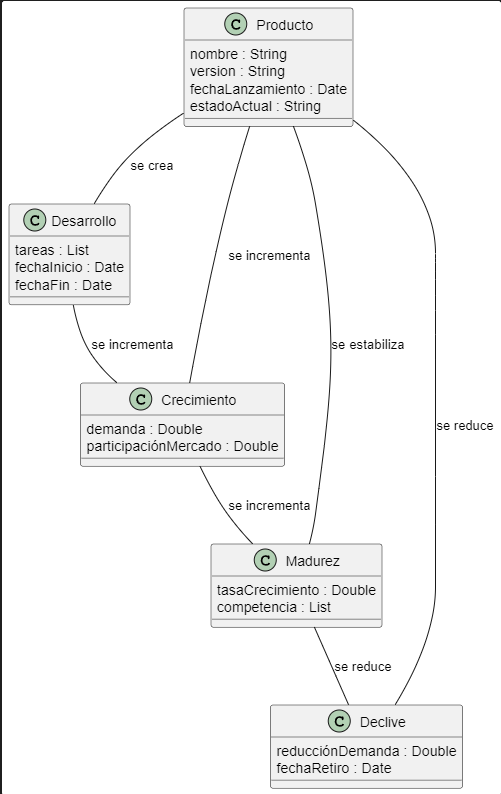 C Producto
nombre : String
version : String
fechaLanzamiento : Date
estadoActual : String
se crea
C Desarrollo
tareas : List
fechaInicio : Date
fechaFin : Date
se incrementa
se incrementa
se estabiliza
C Crecimiento
demanda : Double
participaciónMercado : Double
se reduce
se incrementa
C Madurez
tasaCrecimiento : Double
competencia : List
se reduce
C Declive
reducciónDemanda : Double
fechaRetiro : Date